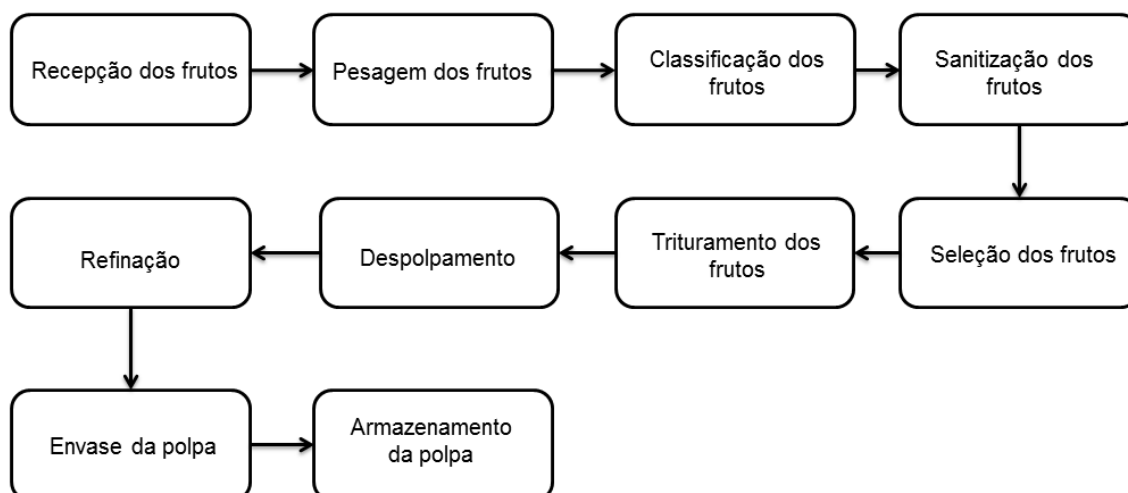 Recepção dos frutos
Pesagem dos frutos
Classificação dos
frutos
Sanitização dos
frutos
Seleção dos frutos
Trituramento dos
frutos
Despolpamento
Refinação
Envase da polpa
Armazenamento
da polpa